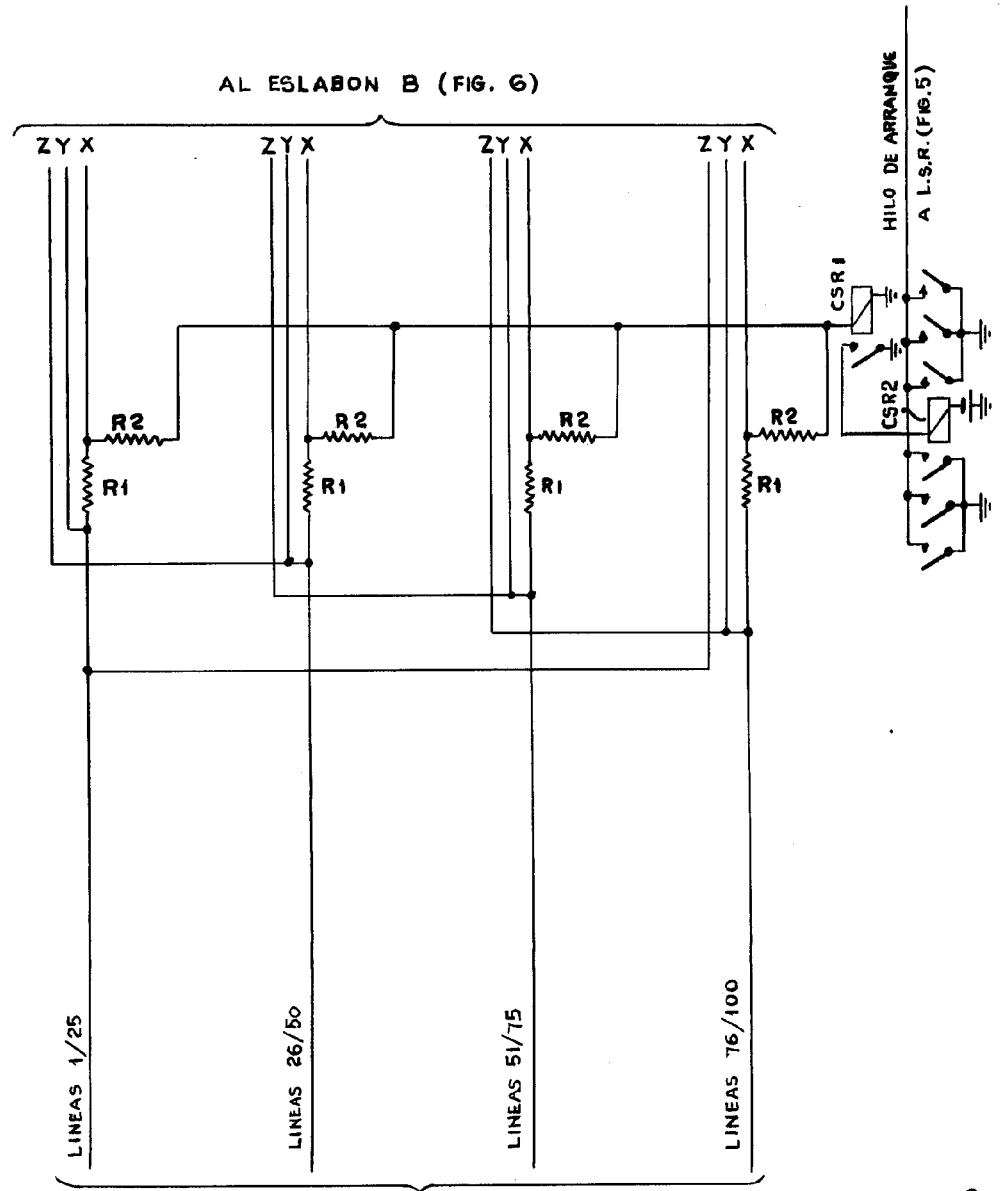 AL ESLABON B (FIG. 6)
Z Y X
Z Y X
Z Y X
Z Y X
HILO DE ARRANQUE
A L.S.R. (FIG. 5)
CSR1
CSR2
R2
R2
R2
R2
R1
R1
R1
R1
LINEAS 1/25
LINEAS 26/50
LINEAS 51/75
LINEAS 76/100